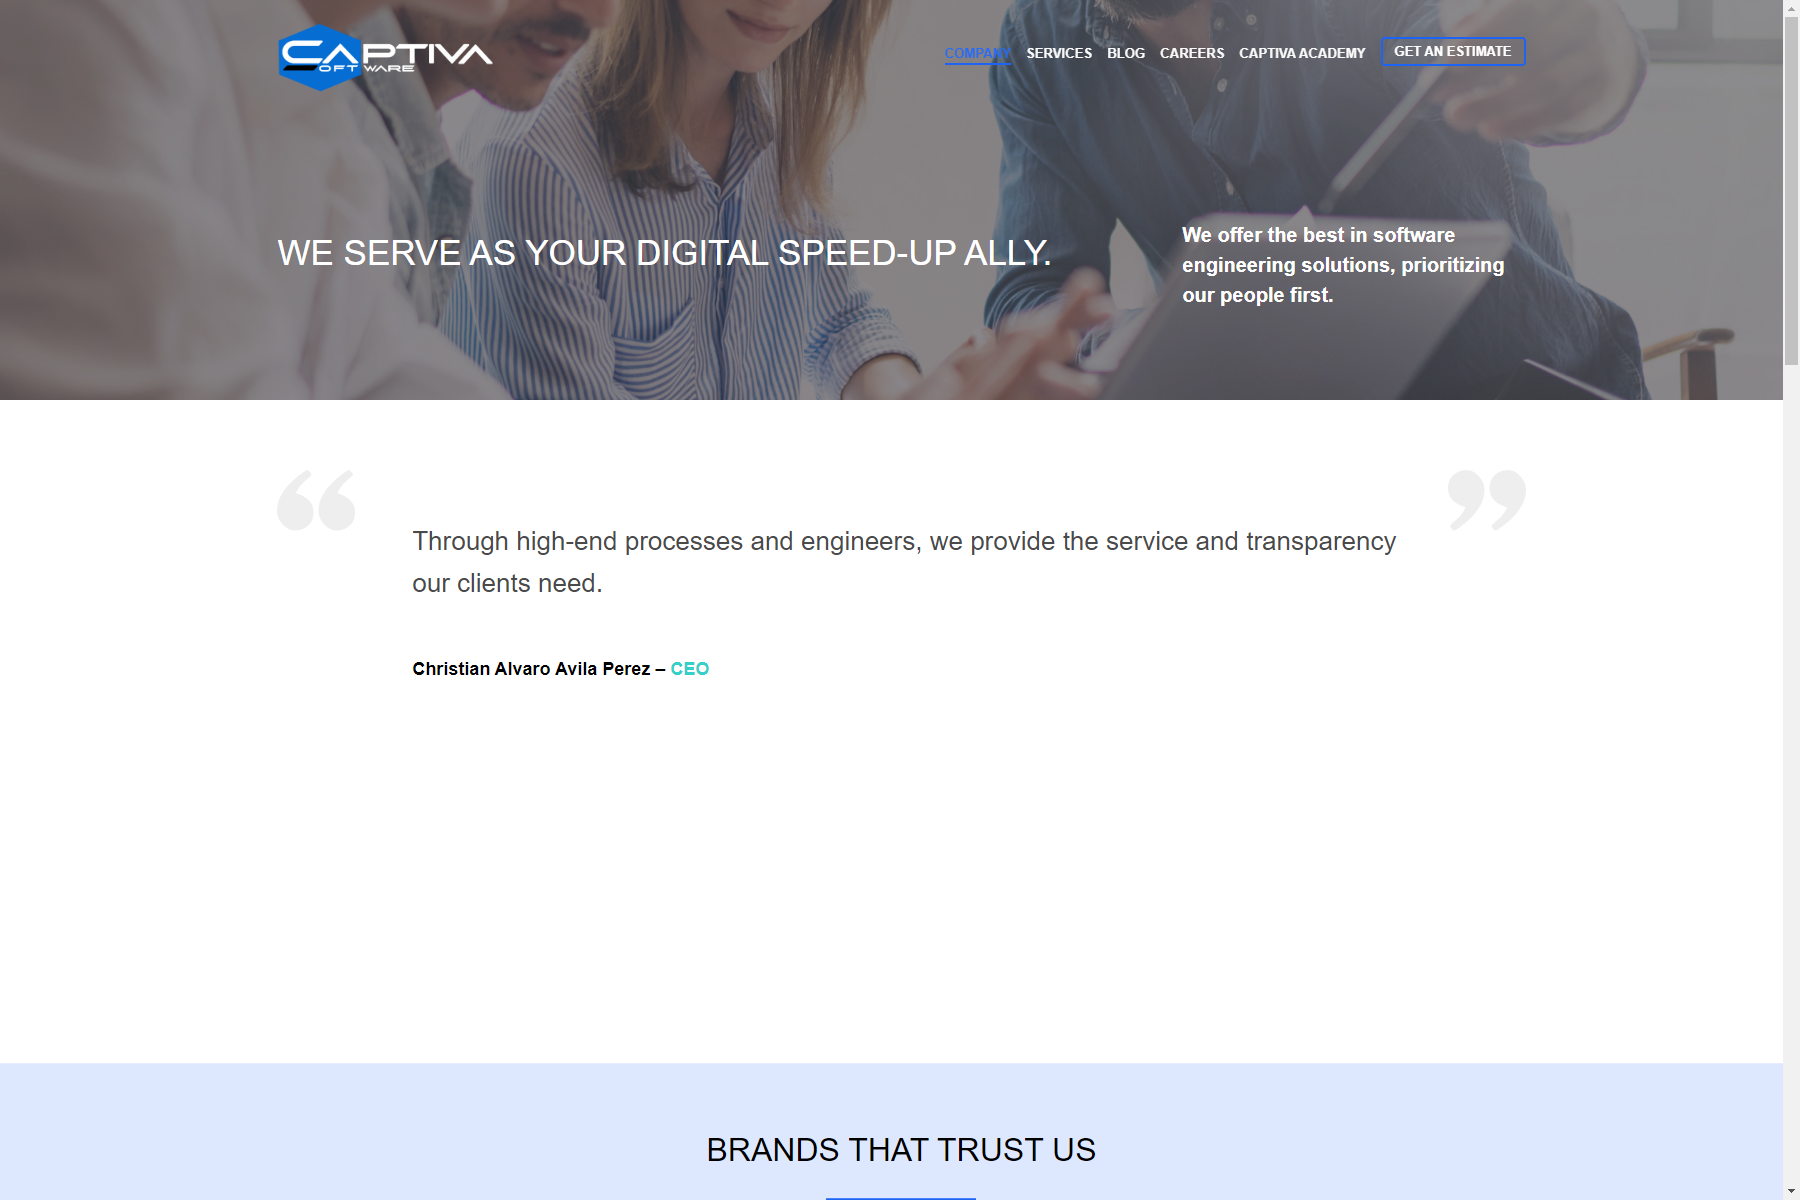 CAPTIVA
SOFTWARE
COMPANY
SERVICES
BLOG
CAREERS
CAPTIVA ACADEMY
GET AN ESTIMATE
WE SERVE AS YOUR DIGITAL SPEED-UP ALLY.
We offer the best in software
engineering solutions, prioritizing
our people first.
“
”
Through high-end processes and engineers, we provide the service and transparency
our clients need.
Christian Alvaro Avila Perez – CEO
BRANDS THAT TRUST US